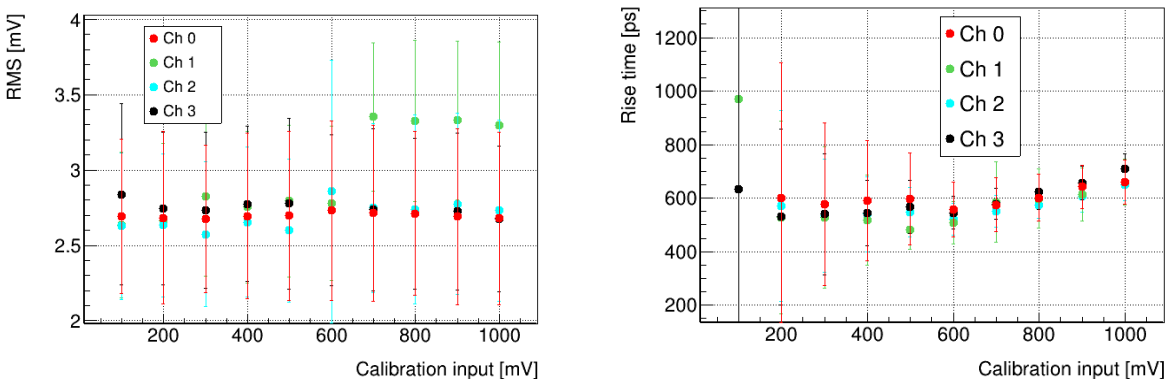 RMS [mV]
4
3.5
3
2.5
2
Ch 0
Ch 1
Ch 2
Ch 3
200 400 600 800 1000
Calibration input [mV]
Rise time [ps]
1200
1000
800
600
400
200
Ch 0
Ch 1
Ch 2
Ch 3
200 400 600 800 1000
Calibration input [mV]